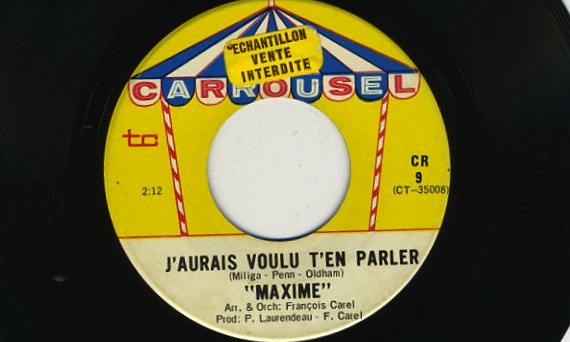 ECHANTILLON
VENTE
INTERDITE
CARROUSEL
tc
CR
9
2:12
(CT-35008)
J'AURAIS VOULU T'EN PARLER
(Miliga - Penn - Oldham)
"MAXIME"
Arr. & Orch: François Carel
Prod: P. Laurendeau - F. Carel